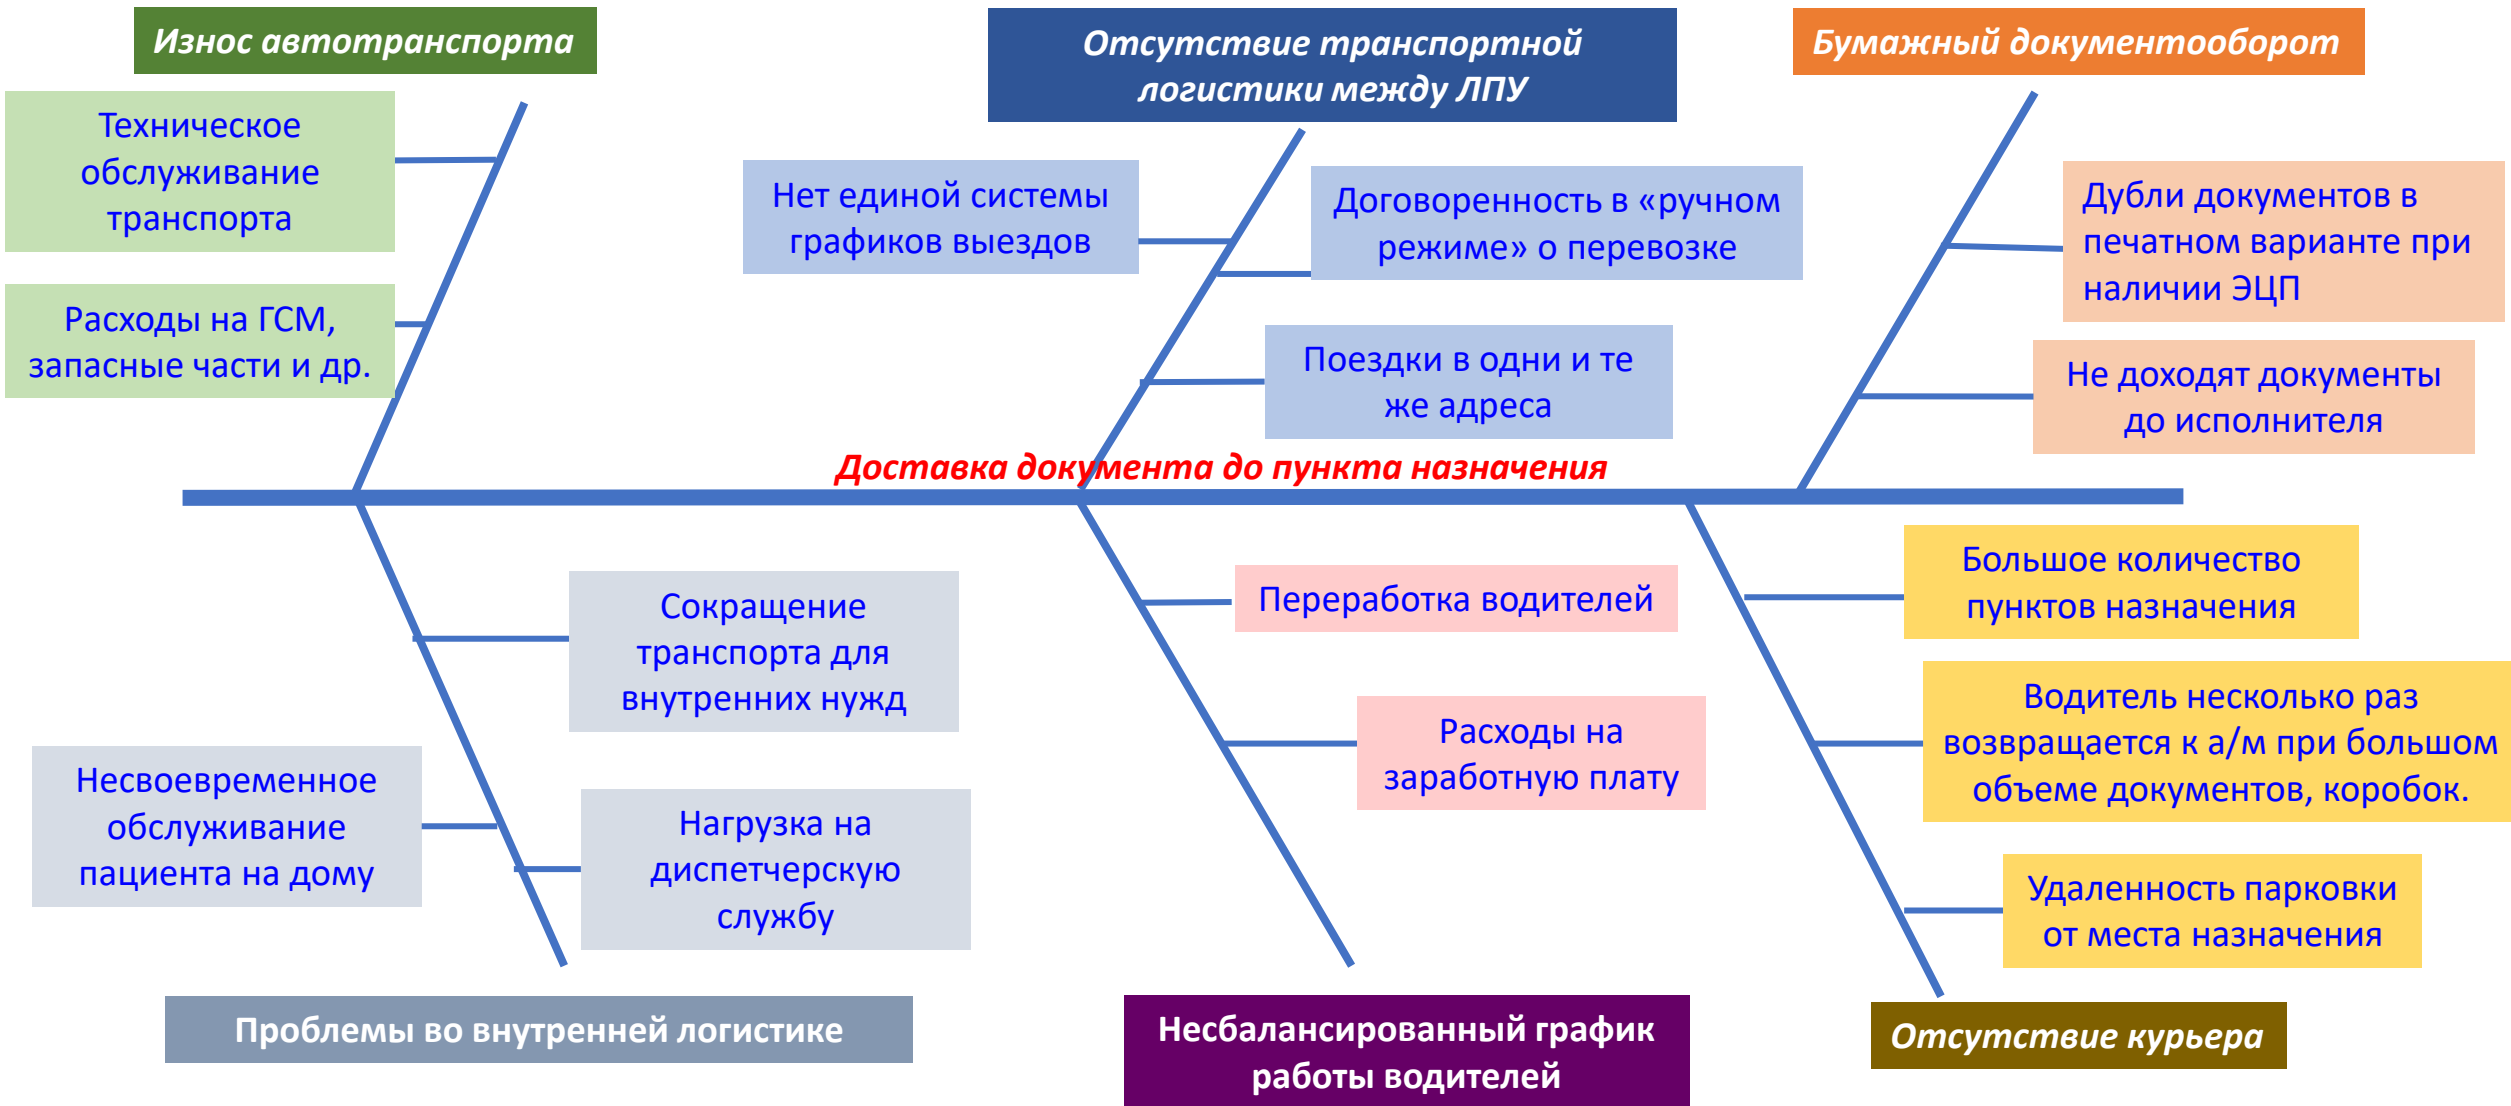 Износ автотранспорта
Отсутствие транспортной
логистики между ЛПУ
Бумажный документооборот
Техническое
обслуживание
транспорта
Расходы на ГСМ,
запасные части и др.
Нет единой системы
графиков выездов
Договоренность в «ручном
режиме» о перевозке
Поездки в одни и те
же адреса
Дубли документов в
печатном варианте при
наличии ЭЦП
Не доходят документы
до исполнителя
Доставка документа до пункта назначения
Сокращение
транспорта для
внутренних нужд
Несвоевременное
обслуживание
пациента на дому
Нагрузка на
диспетчерскую
службу
Переработка водителей
Расходы на
заработную плату
Большое количество
пунктов назначения
Водитель несколько раз
возвращается к а/м при большом
объеме документов, коробок.
Удаленность парковки
от места назначения
Проблемы во внутренней логистике
Несбалансированный график
работы водителей
Отсутствие курьера